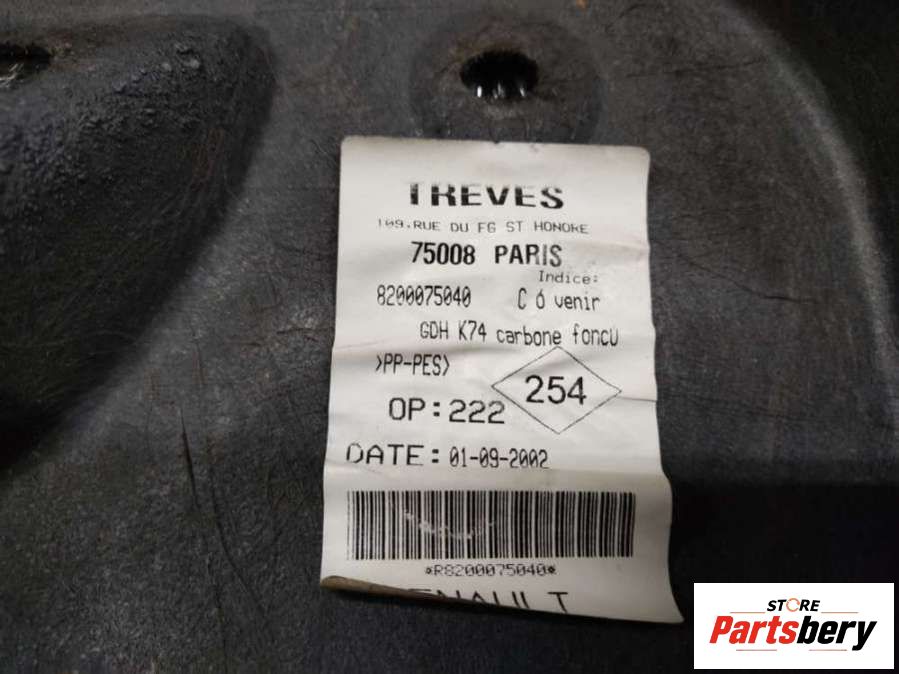 TREVES
109,RUE DU FG ST HONORE
75008 PARIS
Indice:
8200075040 C ó venir
GDH K74 carbone foncU
>PP-PES>
254
OP:222
DATE: 01-09-2002
*R8200075040*
RENAULT
STORE
Partsbery